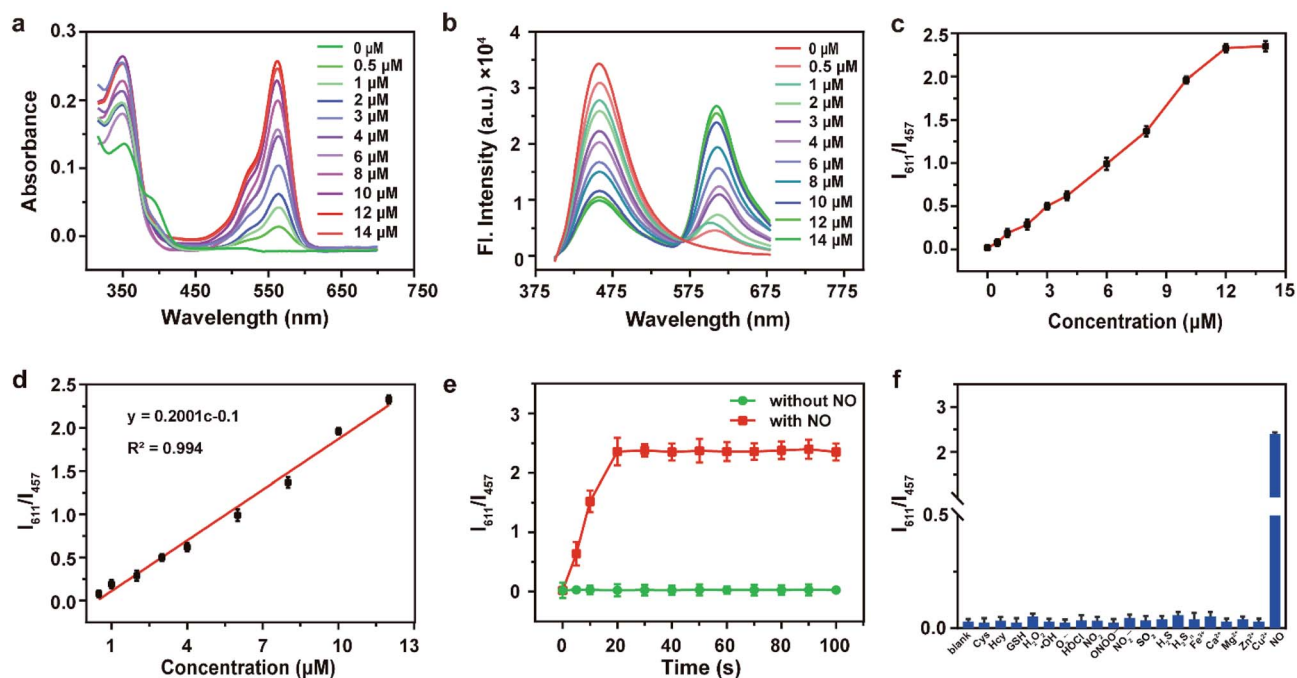 a
0.3
0.2
0.1
0.0
Absorbance
350
450
550
650
750
Wavelength (nm)
0 µM
0.5 µM
1 µM
2 µM
3 µM
4 µM
6 µM
8 µM
10 µM
12 µM
14 µM
b
Fl. Intensity (a.u.) ×10⁴
4
3
2
1
0
375
475
575
675
775
Wavelength (nm)
0 µM
0.5 µM
1 µM
2 µM
3 µM
4 µM
6 µM
8 µM
10 µM
12 µM
14 µM
c
I₆₁₁/I₄₅₇
2.5
2.0
1.5
1.0
0.5
0.0
0
3
6
9
12
15
Concentration (µM)
d
I₆₁₁/I₄₅₇
2.5
2.0
1.5
1.0
0.5
0.0
y = 0.2001c-0.1
R² = 0.994
1
4
7
10
13
Concentration (µM)
e
I₆₁₁/I₄₅₇
3
2
1
0
without NO
with NO
0
20
40
60
80
100
Time (s)
f
I₆₁₁/I₄₅₇
3
2
1
0.5
0.0
blank
Cys
Hcy
GSH
H₂O₂
•OH
O₂•⁻
HOCl
NO₂
ONOO⁻
NO₂⁻
SO₂
H₂S
H₂Sₙ
Fe³⁺
Ca²⁺
Mg²⁺
Zn²⁺
Cu²⁺
NO